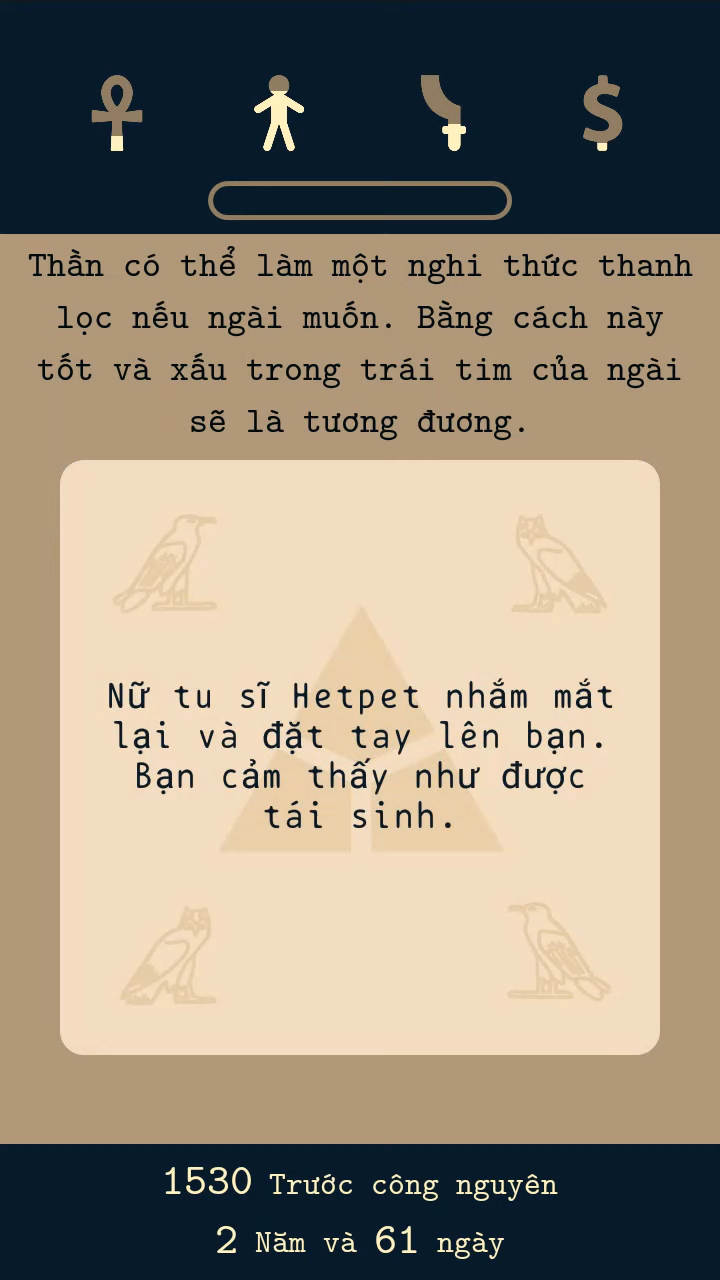 Thần có thể làm một nghi thức thanh
lọc nếu ngài muốn. Bằng cách này
tốt và xấu trong trái tim của ngài
sẽ là tương đương.
Nữ tu sĩ Hetpet nhắm mắt
lại và đặt tay lên bạn.
Bạn cảm thấy như được
tái sinh.
1530 Trước công nguyên
2 Năm và 61 ngày